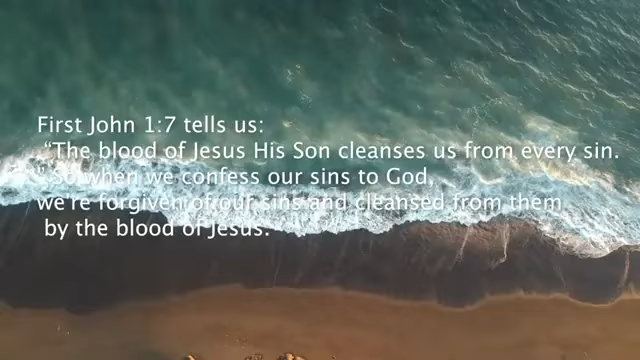 First John 1:7 tells us:
“The blood of Jesus His Son cleanses us from every sin.
” So when we confess our sins to God,
we’re forgiven of our sins and cleansed from them
by the blood of Jesus.